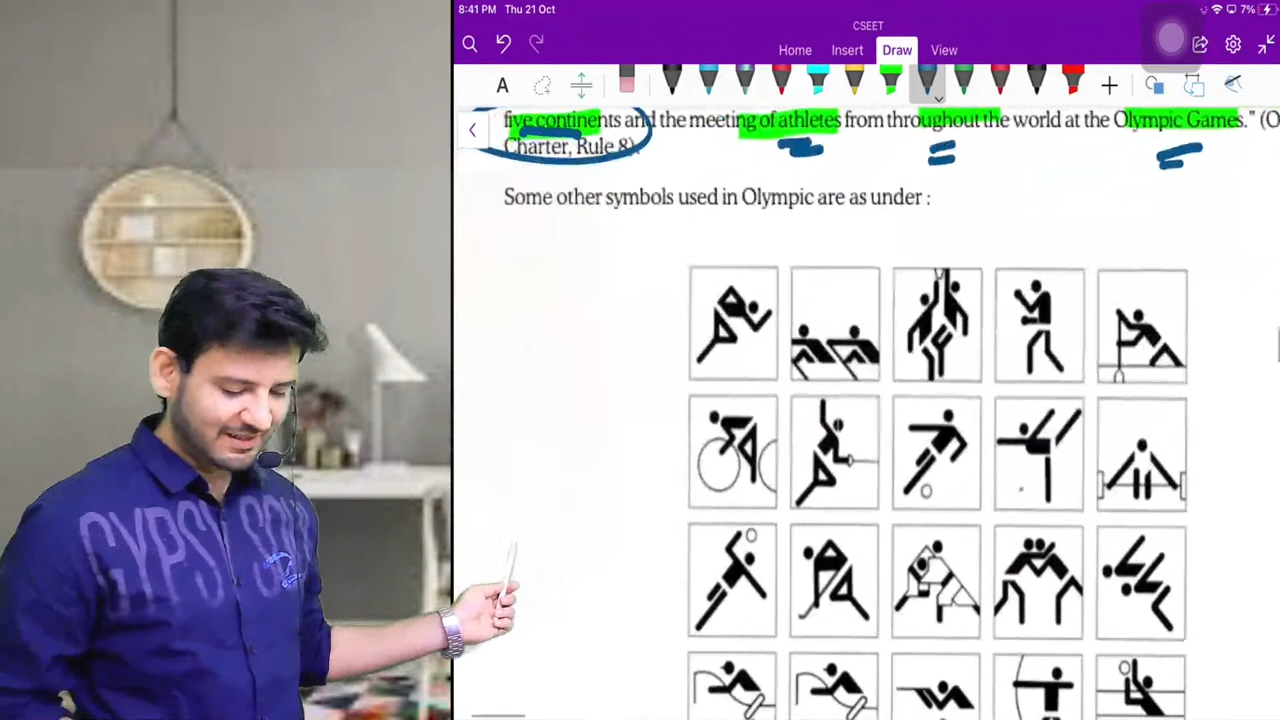 8:41 PM Thu 21 Oct
7%
CSEET
Home Insert Draw View
A
five continents and the meeting of athletes from throughout the world at the Olympic Games." (O
Charter, Rule 8).
Some other symbols used in Olympic are as under :
GYPSY